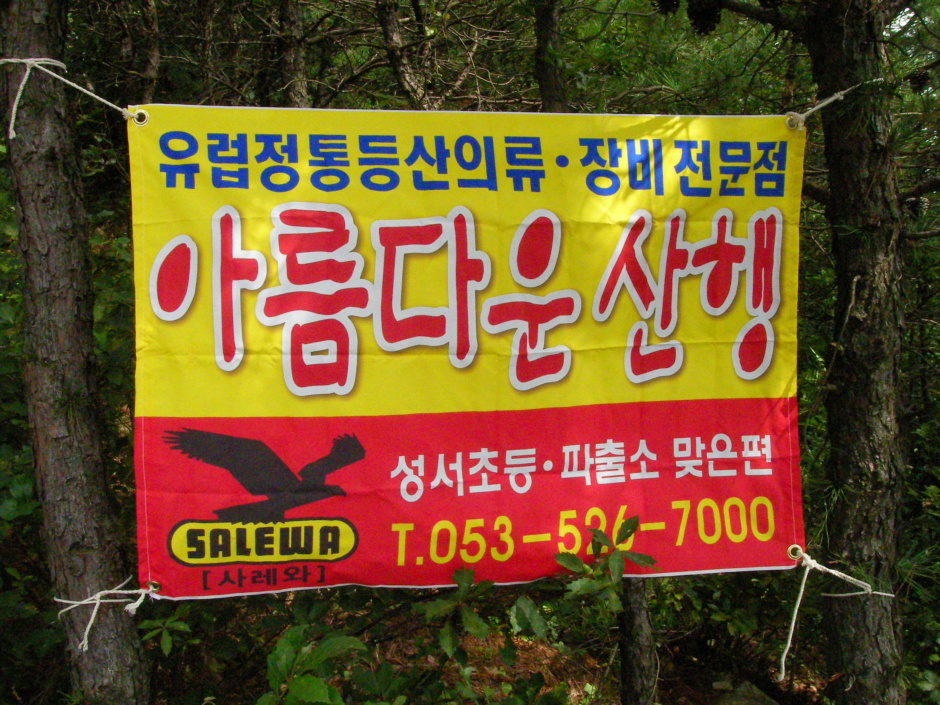 유럽정통등산의류·장비 전문점
아름다운 산행
성서초등·파출소 맞은편
T.053-526-7000
SALEWA
[사레와]